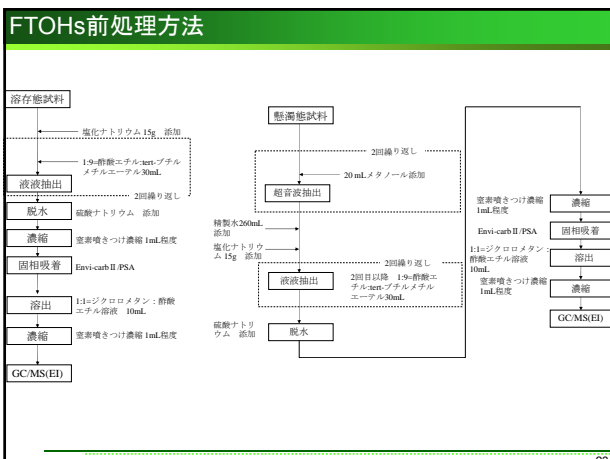 FTOHs前処理方法
溶存態試料
塩化ナトリウム 15g 添加
1:9=酢酸エチル:tert-ブチル
メチルエーテル30mL
液液抽出
2回繰り返し
脱水
硫酸ナトリウム 添加
濃縮
窒素噴きつけ濃縮 1mL程度
固相吸着
Envi-carbⅡ/PSA
溶出
1:1=ジクロロメタン：酢酸
エチル溶液 10mL
濃縮
窒素噴きつけ濃縮 1mL程度
GC/MS(EI)
懸濁態試料
2回繰り返し
20 mLメタノール添加
超音波抽出
精製水260mL
添加
塩化ナトリウ
ム 15g 添加
2回繰り返し
液液抽出
2回目以降 1:9=酢酸エ
チル:tert-ブチルメチル
エーテル30mL
硫酸ナトリ
ウム 添加
脱水
窒素噴きつけ濃縮
1mL程度
濃縮
Envi-carbⅡ/PSA
固相吸着
1:1=ジクロロメタン：
酢酸エチル溶液
10mL
溶出
窒素噴きつけ濃縮
1mL程度
濃縮
GC/MS(EI)